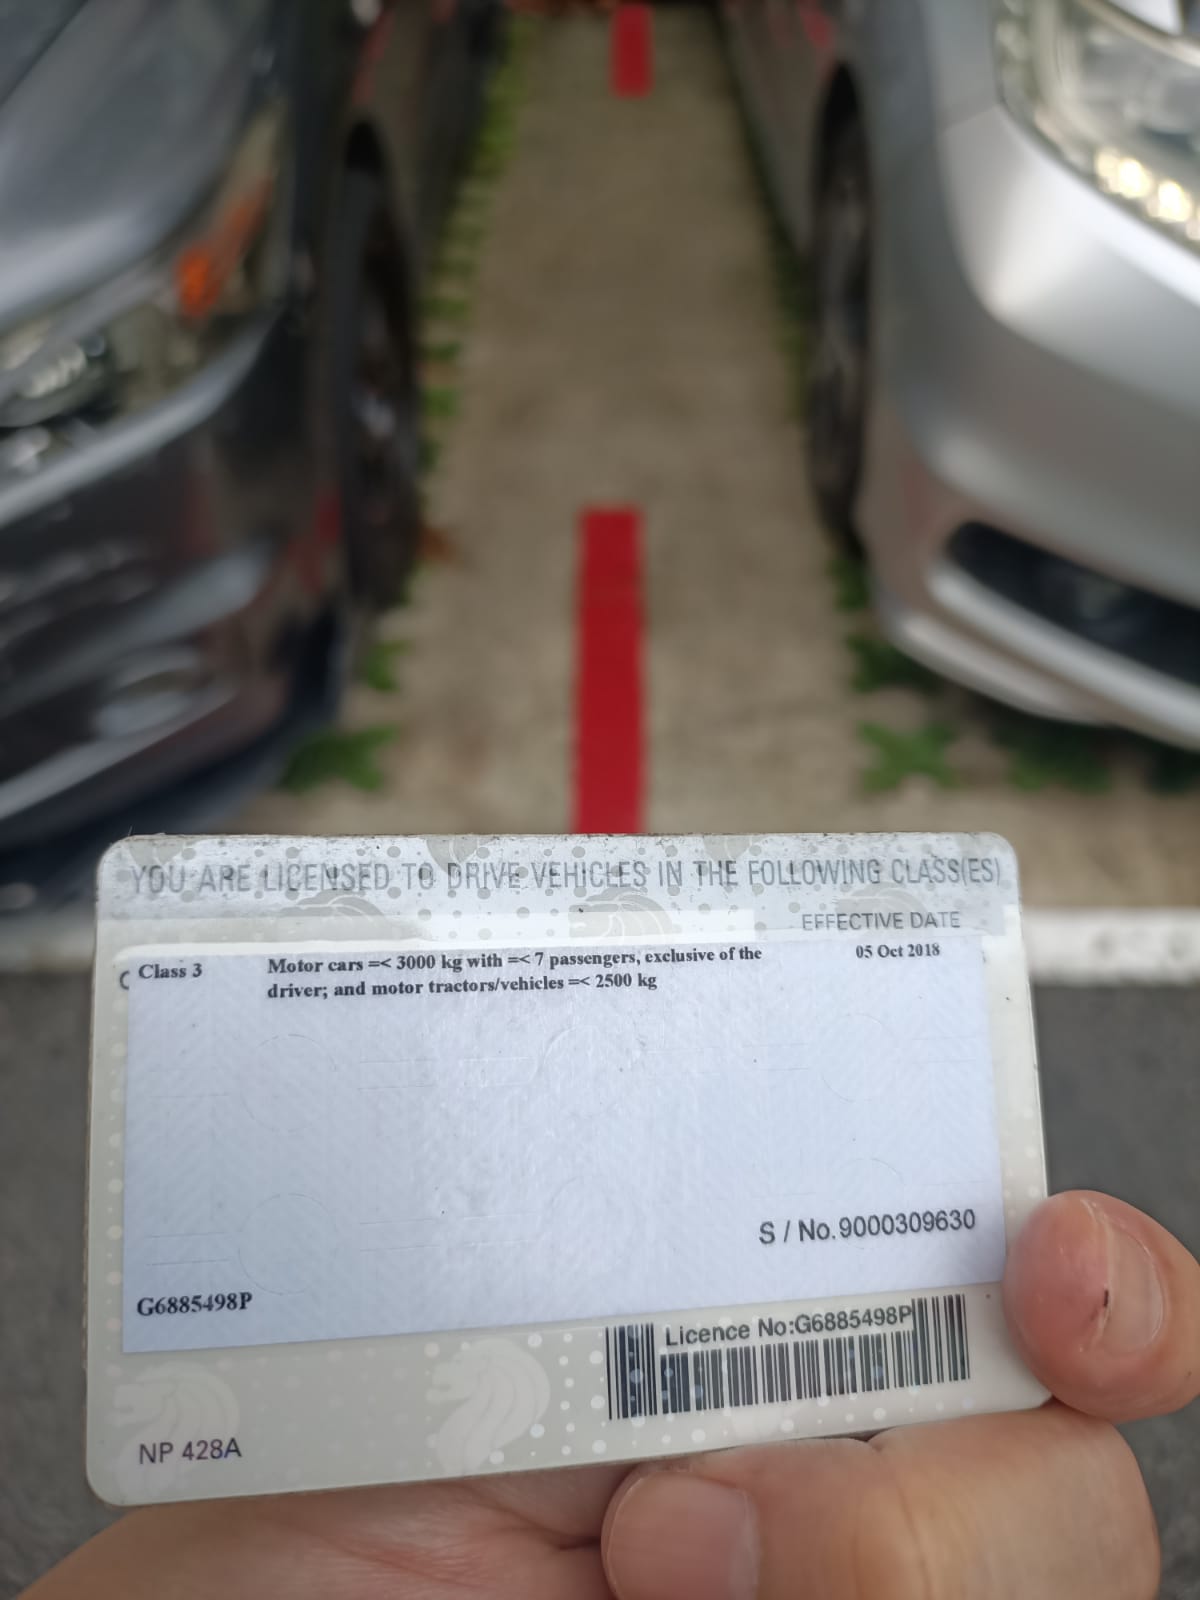 YOU ARE LICENSED TO DRIVE VEHICLES IN THE FOLLOWING CLASS(ES)
EFFECTIVE DATE
Class 3 Motor cars =< 3000 kg with =< 7 passengers, exclusive of the 05 Oct 2018
driver; and motor tractors/vehicles =< 2500 kg
S / No.9000309630
G6885498P
Licence No:G6885498P
NP 428A